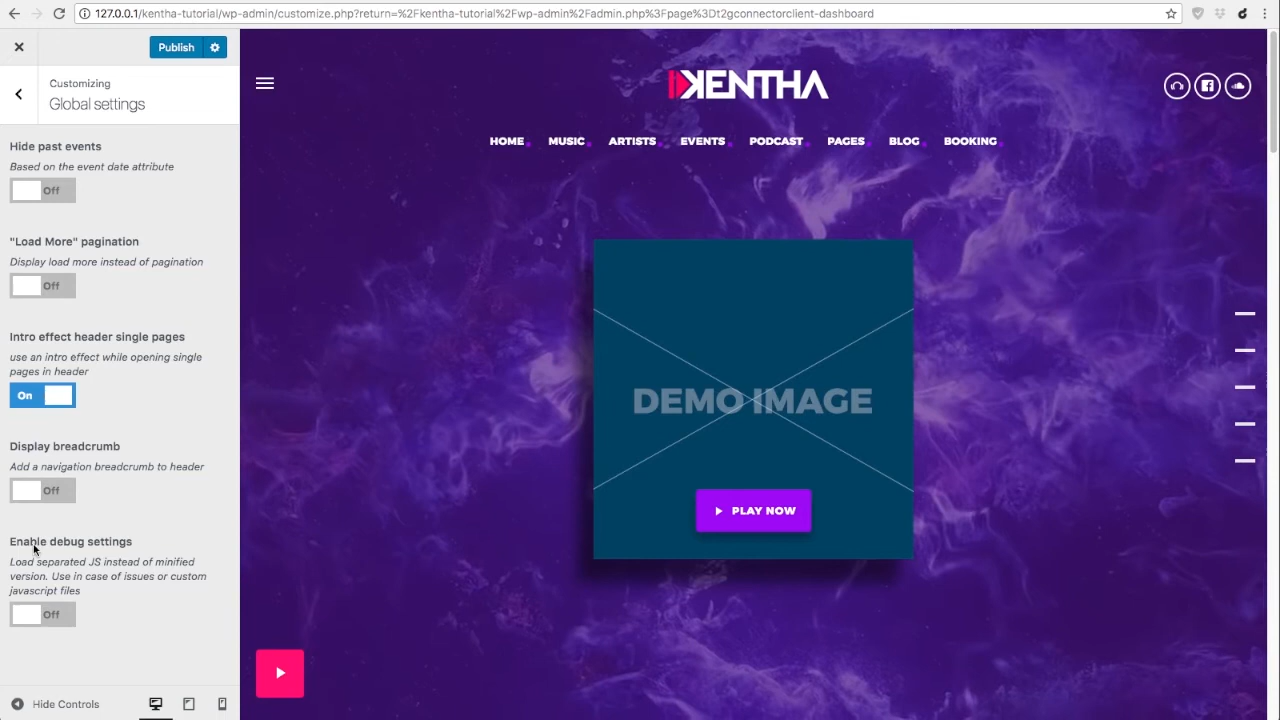 127.0.0.1/kentha-tutorial/wp-admin/customize.php?return=%2Fkentha-tutorial%2Fwp-admin%2Fadmin.php%3Fpage%3Dt2gconnectorclient-dashboard
Publish
Customizing
Global settings
Hide past events
Based on the event date attribute
Off
"Load More" pagination
Display load more instead of pagination
Off
Intro effect header single pages
use an intro effect while opening single
pages in header
On
Display breadcrumb
Add a navigation breadcrumb to header
Off
Enable debug settings
Load separated JS instead of minified
version. Use in case of issues or custom
javascript files
Off
Hide Controls
KENTHA
HOME MUSIC ARTISTS EVENTS PODCAST PAGES BLOG BOOKING
DEMO IMAGE
PLAY NOW